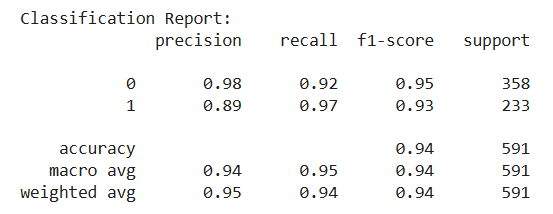 Classification Report:
precision recall f1-score support
0 0.98 0.92 0.95 358
1 0.89 0.97 0.93 233
accuracy 0.94 591
macro avg 0.94 0.95 0.94 591
weighted avg 0.95 0.94 0.94 591